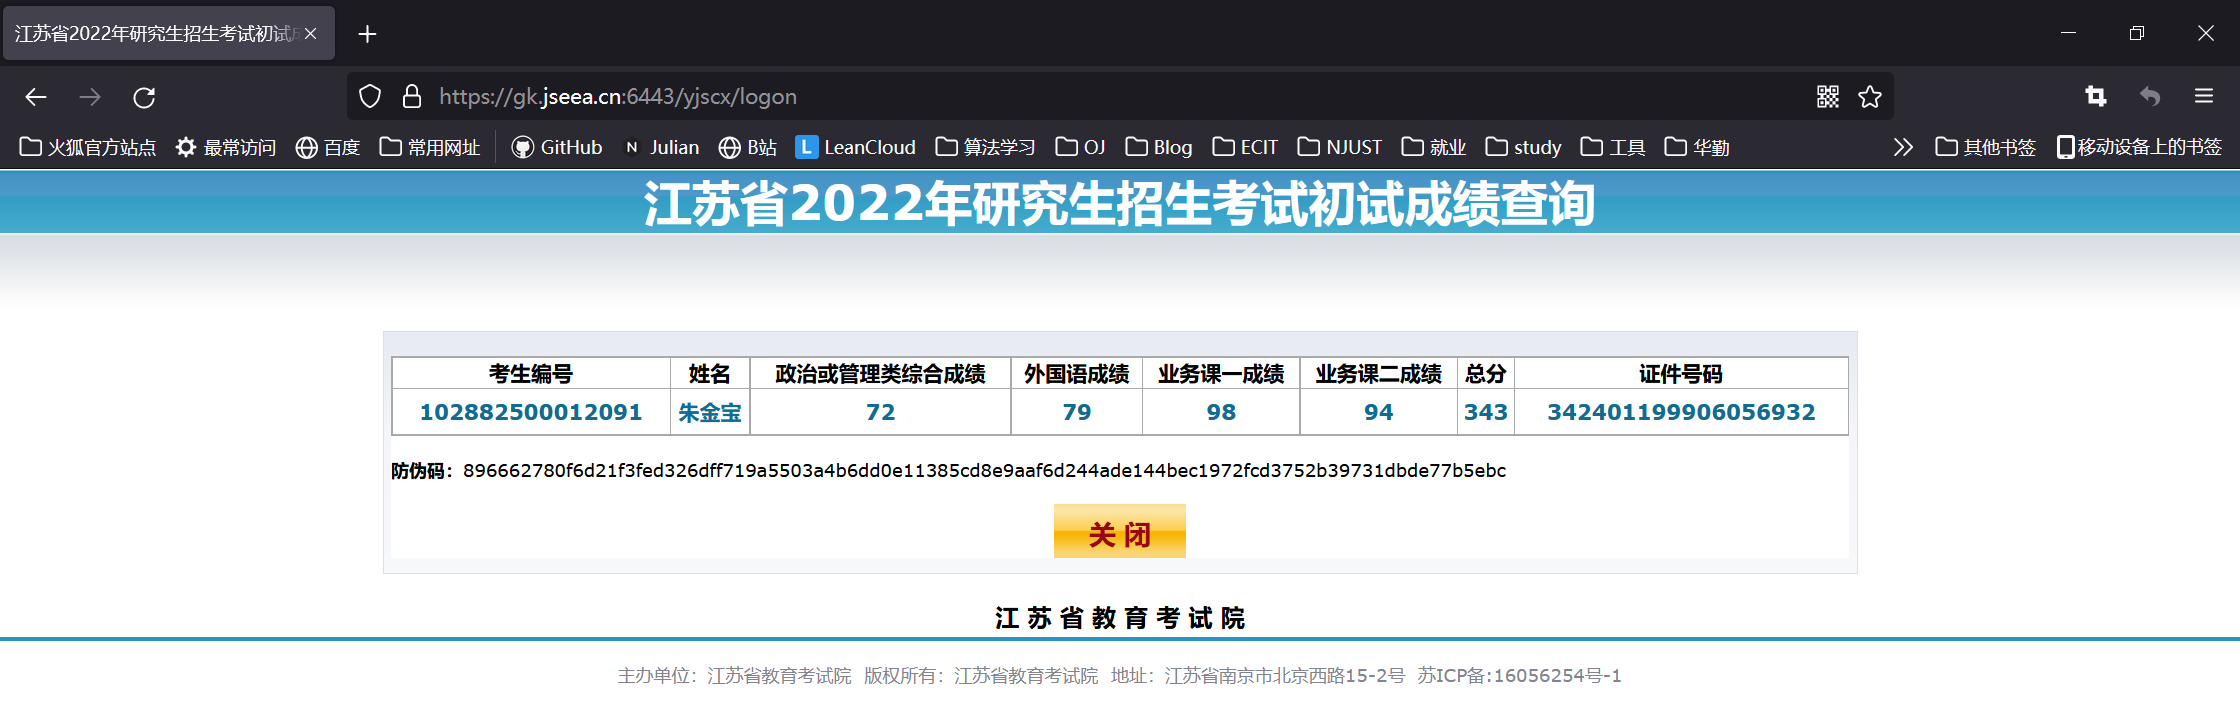 江苏省2022年研究生招生考试初试
https://gk.jseea.cn:6443/yjscx/logon
火狐官方站点 最常访问 百度 常用网址 GitHub N Julian B站 L LeanCloud 算法学习 OJ Blog ECIT NJUST 就业 study 工具 华勤 其他书签 移动设备上的书签
江苏省2022年研究生招生考试初试成绩查询
考生编号 姓名 政治或管理类综合成绩 外国语成绩 业务课一成绩 业务课二成绩 总分 证件号码
102882500012091 朱金宝 72 79 98 94 343 342401199906056932
防伪码：896662780f6d21f3fed326dff719a5503a4b6dd0e11385cd8e9aaf6d244ade144bec1972fcd3752b39731dbde77b5ebc
关 闭
江 苏 省 教 育 考 试 院
主办单位：江苏省教育考试院 版权所有：江苏省教育考试院 地址：江苏省南京市北京西路15-2号 苏ICP备:16056254号-1